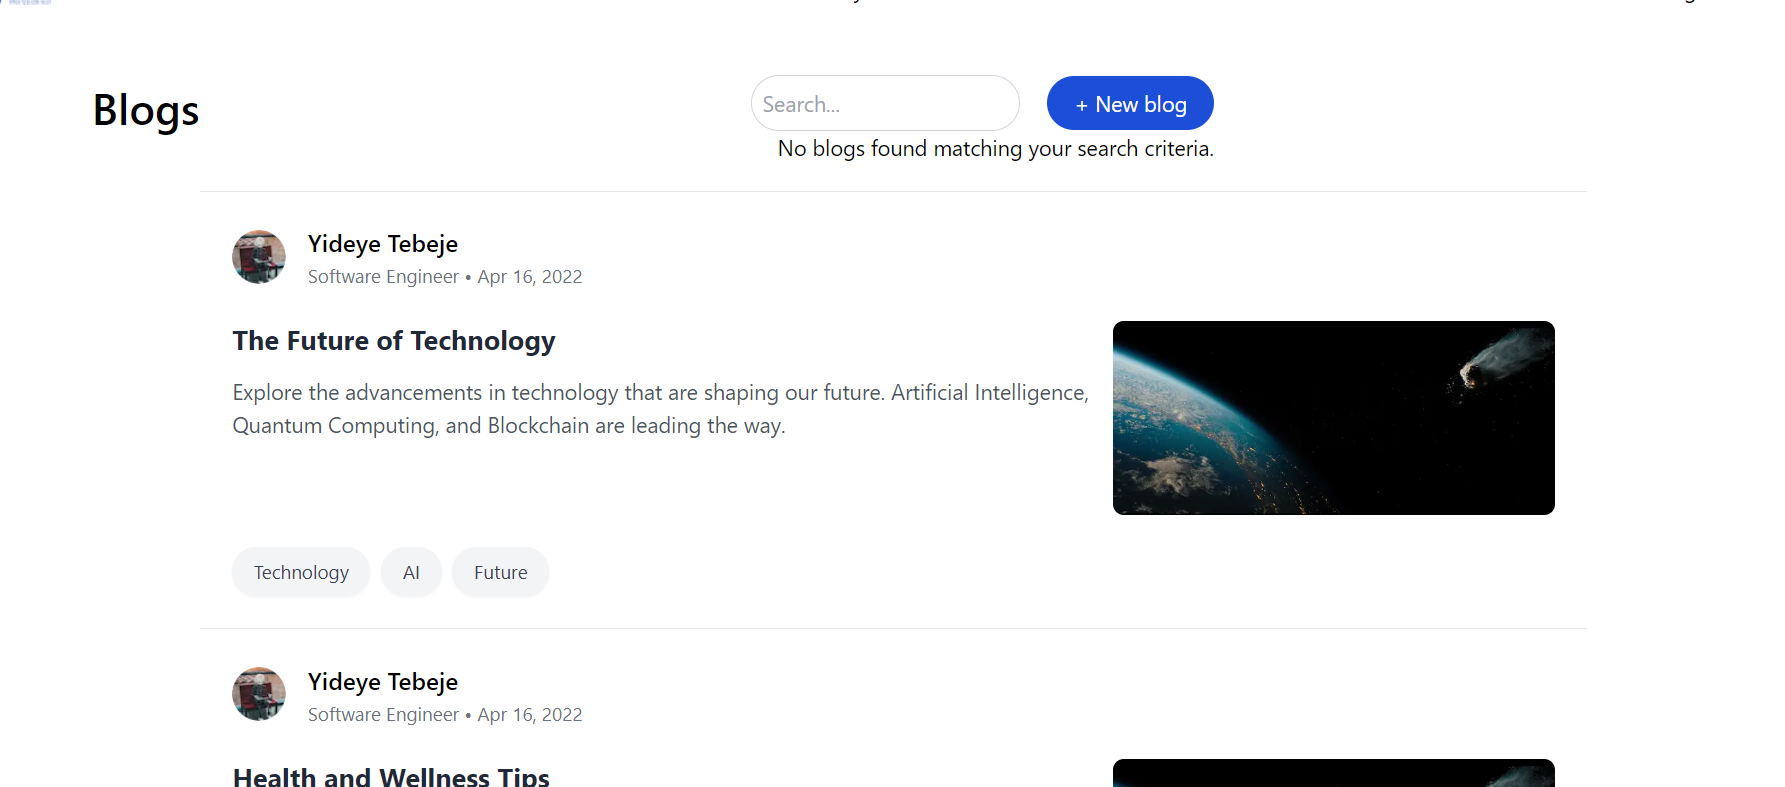 Blogs
Search...
+ New blog
No blogs found matching your search criteria.
Yideye Tebeje
Software Engineer • Apr 16, 2022
The Future of Technology
Explore the advancements in technology that are shaping our future. Artificial Intelligence,
Quantum Computing, and Blockchain are leading the way.
Technology
AI
Future
Yideye Tebeje
Software Engineer • Apr 16, 2022
Health and Wellness Tips